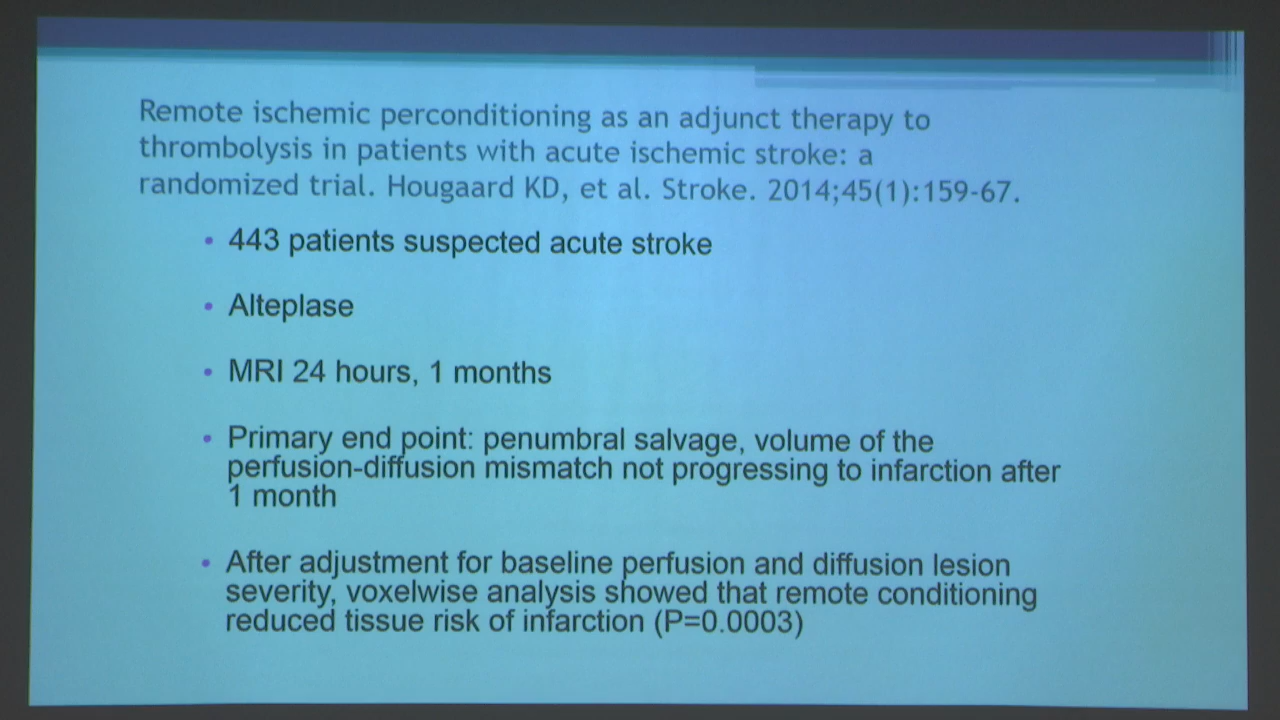 Remote ischemic perconditioning as an adjunct therapy to
thrombolysis in patients with acute ischemic stroke: a
randomized trial. Hougaard KD, et al. Stroke. 2014;45(1):159-67.
• 443 patients suspected acute stroke
• Alteplase
• MRI 24 hours, 1 months
• Primary end point: penumbral salvage, volume of the
perfusion-diffusion mismatch not progressing to infarction after
1 month
• After adjustment for baseline perfusion and diffusion lesion
severity, voxelwise analysis showed that remote conditioning
reduced tissue risk of infarction (P=0.0003)